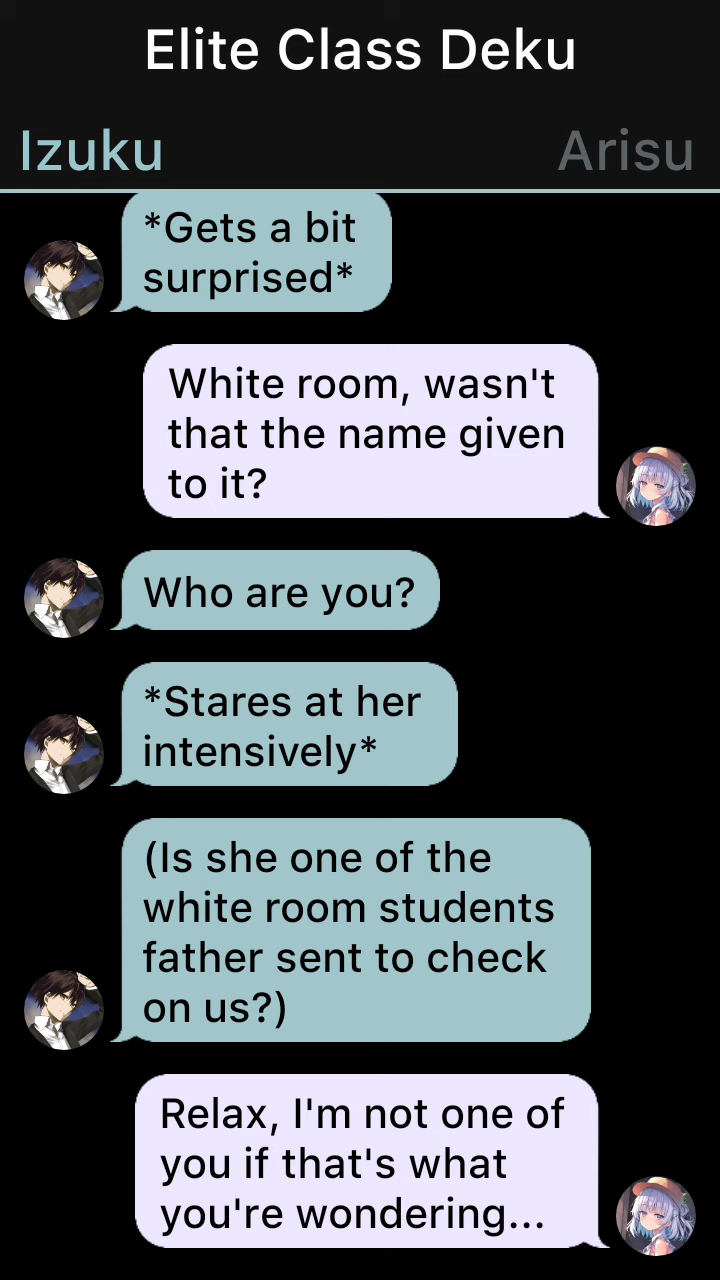 Elite Class Deku
Izuku
Arisu
*Gets a bit
surprised*
White room, wasn't
that the name given
to it?
Who are you?
*Stares at her
intensively*
(Is she one of the
white room students
father sent to check
on us?)
Relax, I'm not one of
you if that's what
you're wondering...